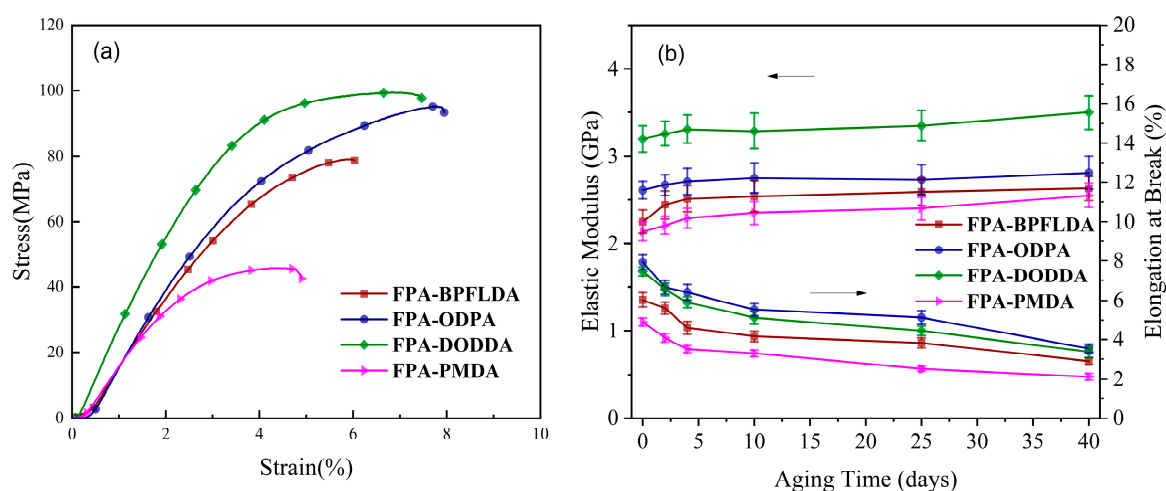 (a)
Stress(MPa)
120
100
80
60
40
20
0
0
2
4
6
8
10
Strain(%)
FPA-BPFLDA
FPA-ODPA
FPA-DODDA
FPA-PMDA
(b)
Elastic Modulus (GPa)
4
3
2
1
0
0
5
10
15
20
25
30
35
40
Aging Time (days)
20
18
16
14
12
10
8
6
4
2
0
Elongation at Break (%)
FPA-BPFLDA
FPA-ODPA
FPA-DODDA
FPA-PMDA